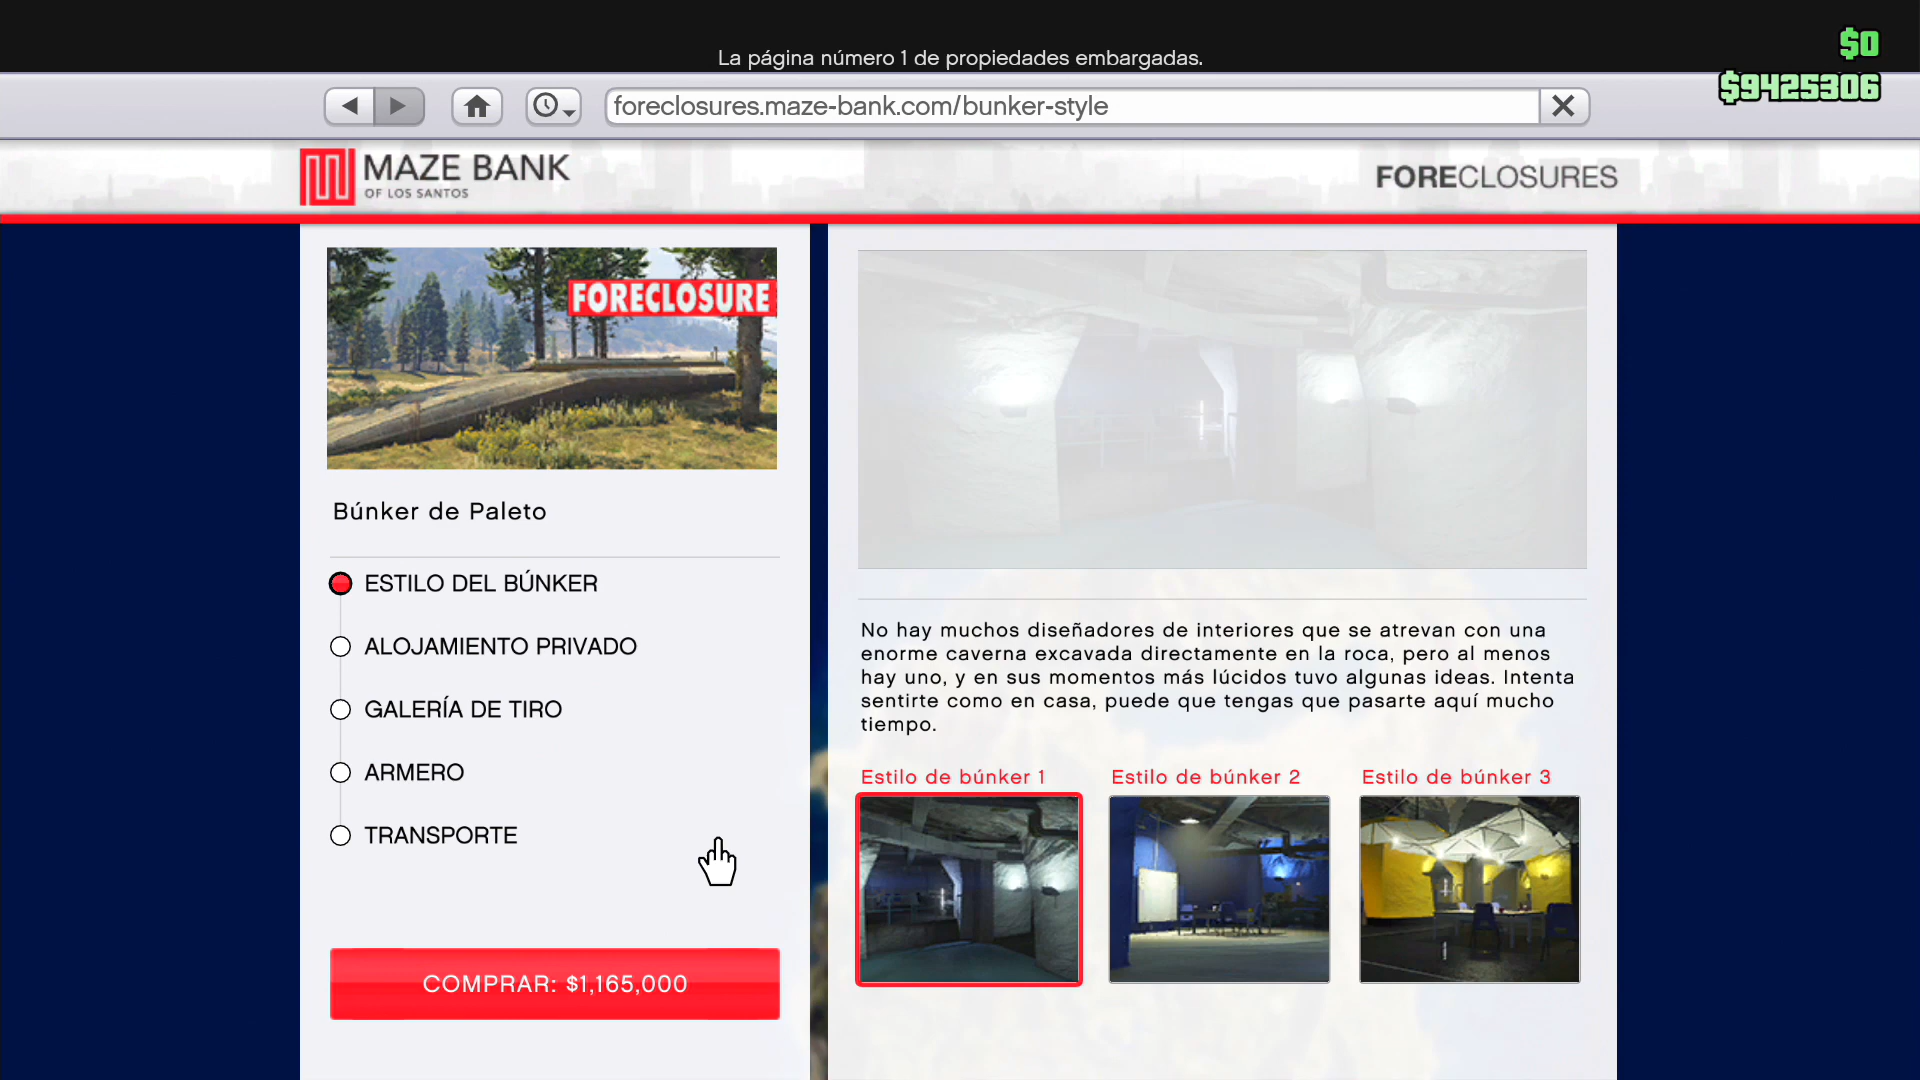 La página número 1 de propiedades embargadas.
$0
$9425306
foreclosures.maze-bank.com/bunker-style
MAZE BANK
OF LOS SANTOS
FORECLOSURES
FORECLOSURE
Búnker de Paleto
ESTILO DEL BÚNKER
ALOJAMIENTO PRIVADO
GALERÍA DE TIRO
ARMERO
TRANSPORTE
COMPRAR: $1,165,000
No hay muchos diseñadores de interiores que se atrevan con una
enorme caverna excavada directamente en la roca, pero al menos
hay uno, y en sus momentos más lúcidos tuvo algunas ideas. Intenta
sentirte como en casa, puede que tengas que pasarte aquí mucho
tiempo.
Estilo de búnker 1
Estilo de búnker 2
Estilo de búnker 3